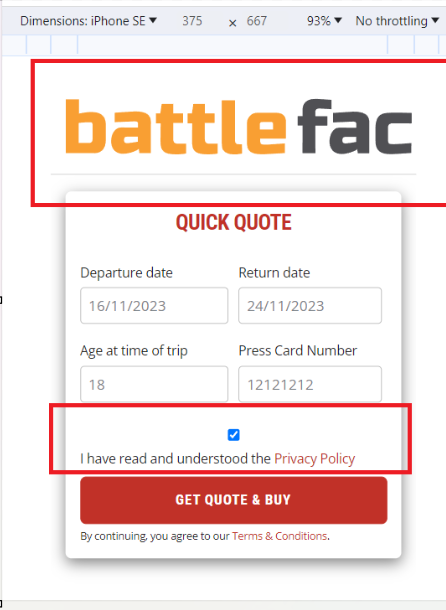 Dimensions: iPhone SE ▼ 375 x 667 93% ▼ No throttling ▼
battlefac
QUICK QUOTE
Departure date Return date
16/11/2023 24/11/2023
Age at time of trip Press Card Number
18 12121212
I have read and understood the Privacy Policy
GET QUOTE & BUY
By continuing, you agree to our Terms & Conditions.